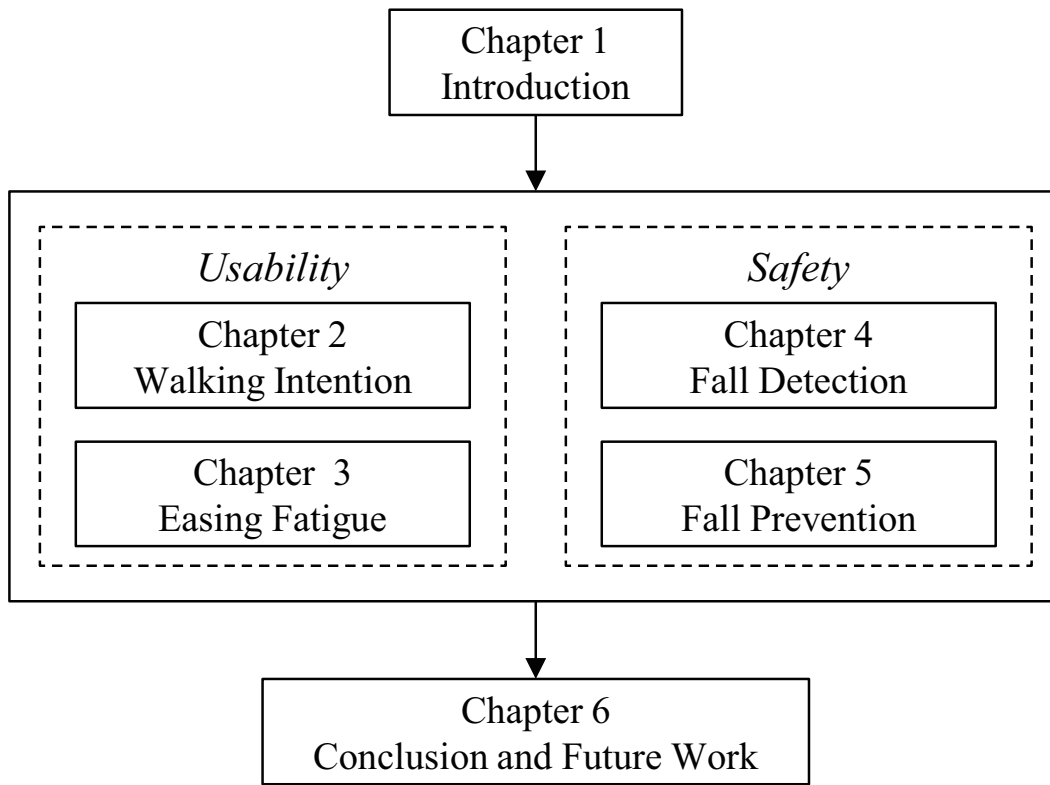 Chapter 1
Introduction
Usability
Chapter 2
Walking Intention
Chapter 3
Easing Fatigue
Safety
Chapter 4
Fall Detection
Chapter 5
Fall Prevention
Chapter 6
Conclusion and Future Work